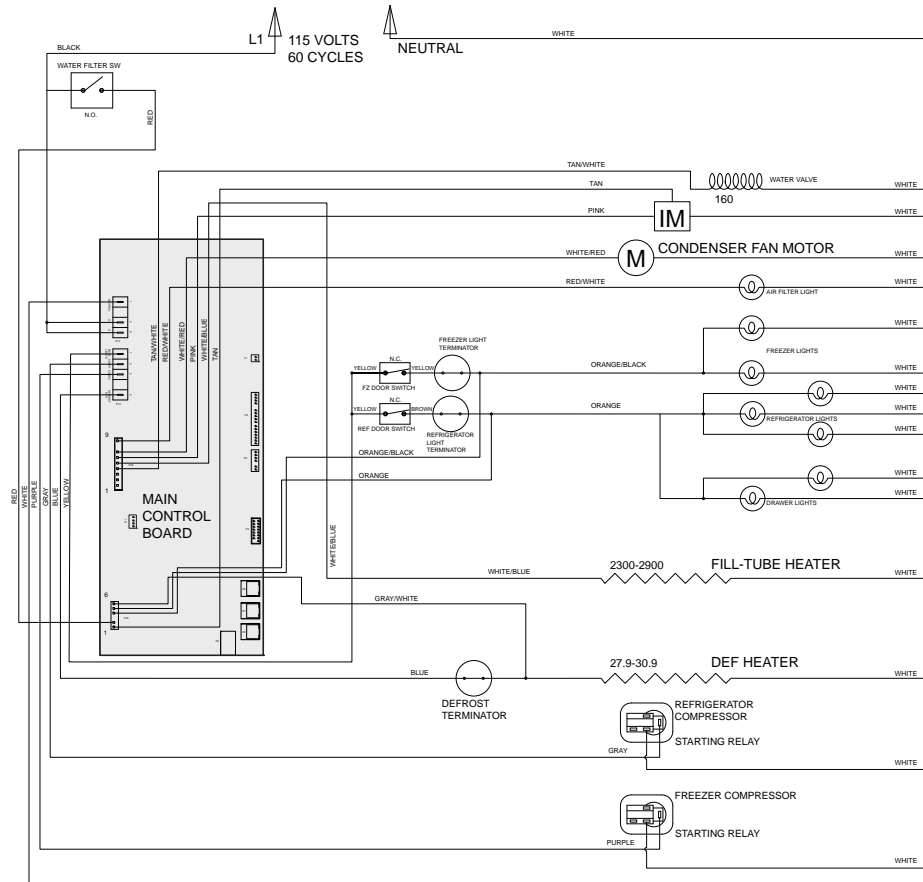 L1
115 VOLTS
60 CYCLES
NEUTRAL
WHITE
BLACK
WATER FILTER SW
N.O.
RED
TAN/WHITE
WATER VALVE
160
WHITE
TAN
PINK
IM
WHITE
WHITE/RED
M
CONDENSER FAN MOTOR
WHITE
RED/WHITE
AIR FILTER LIGHT
WHITE
TAN/WHITE
RED/WHITE
WHITE/RED
PINK
WHITE/BLUE
TAN
WHITE
FREEZER LIGHTS
N.C.
YELLOW
YELLOW
FZ DOOR SWITCH
FREEZER LIGHT
TERMINATOR
ORANGE/BLACK
WHITE
WHITE
N.C.
YELLOW
BROWN
REF DOOR SWITCH
REFRIGERATOR
LIGHT
TERMINATOR
ORANGE
REFRIGERATOR LIGHTS
WHITE
WHITE
ORANGE/BLACK
ORANGE
WHITE
DRAWER LIGHTS
WHITE
9
1
MAIN
CONTROL
BOARD
RED
WHITE
PURPLE
GRAY
BLUE
YELLOW
WHITE/BLUE
WHITE/BLUE
2300-2900
FILL-TUBE HEATER
WHITE
6
1
GRAY/WHITE
BLUE
DEFROST
TERMINATOR
27.9-30.9
DEF HEATER
WHITE
REFRIGERATOR
COMPRESSOR
STARTING RELAY
GRAY
WHITE
FREEZER COMPRESSOR
STARTING RELAY
PURPLE
WHITE